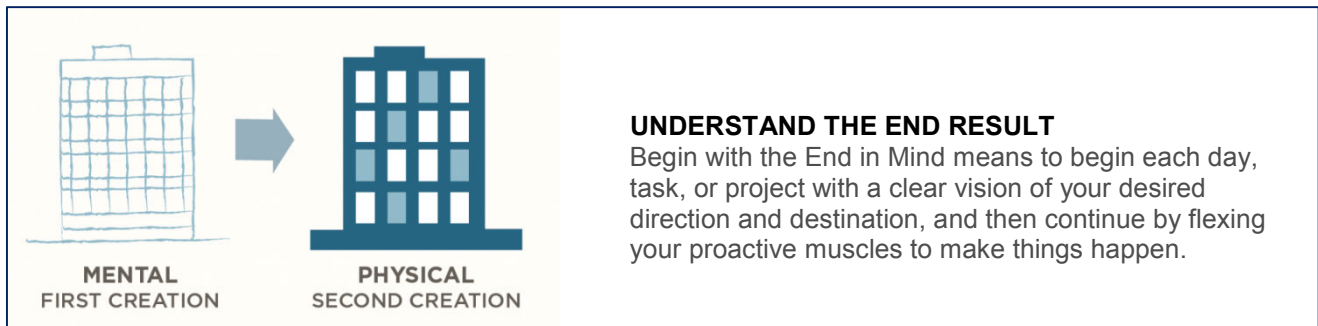 MENTAL
FIRST CREATION
PHYSICAL
SECOND CREATION
UNDERSTAND THE END RESULT
Begin with the End in Mind means to begin each day,
task, or project with a clear vision of your desired
direction and destination, and then continue by flexing
your proactive muscles to make things happen.